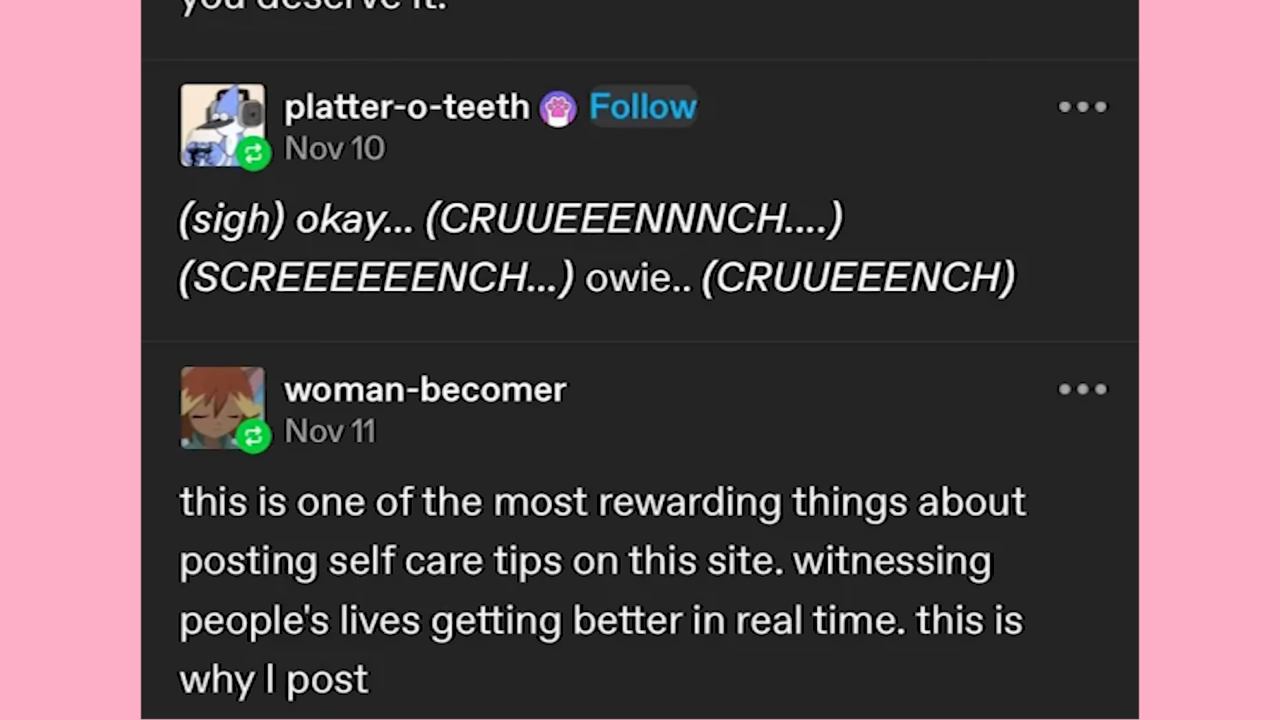 you deserve it.
platter-o-teeth Follow
Nov 10
(sigh) okay... (CRUUEEENNNCH....)
(SCREEEEEEENCH...) owie.. (CRUUEEENCH)
woman-becomer
Nov 11
this is one of the most rewarding things about
posting self care tips on this site. witnessing
people's lives getting better in real time. this is
why I post